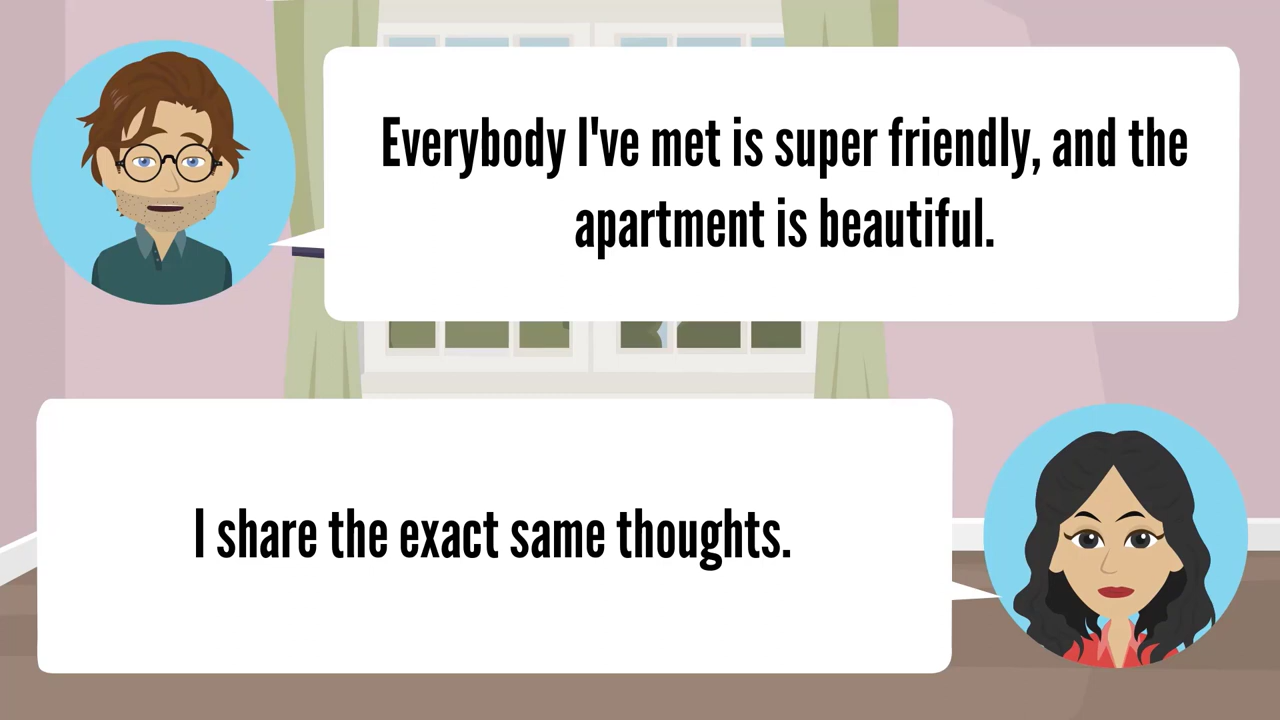 Everybody I've met is super friendly, and the
apartment is beautiful.
I share the exact same thoughts.